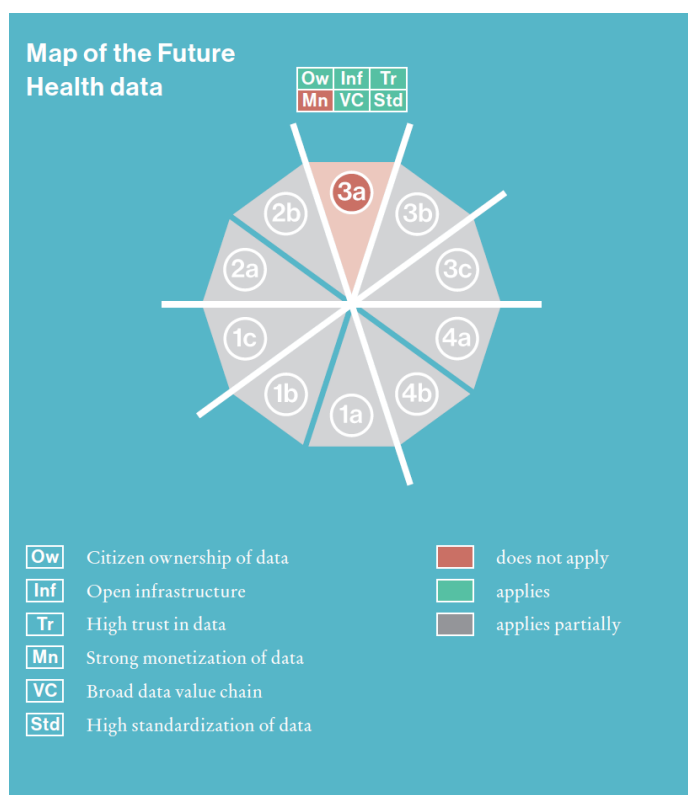 Map of the Future
Health data
Ow Inf Tr
Mn VC Std
3a
2b
3b
2a
3c
1c
4a
1b
4b
1a
Ow Citizen ownership of data
does not apply
Inf Open infrastructure
applies
Tr High trust in data
applies partially
Mn Strong monetization of data
VC Broad data value chain
Std High standardization of data